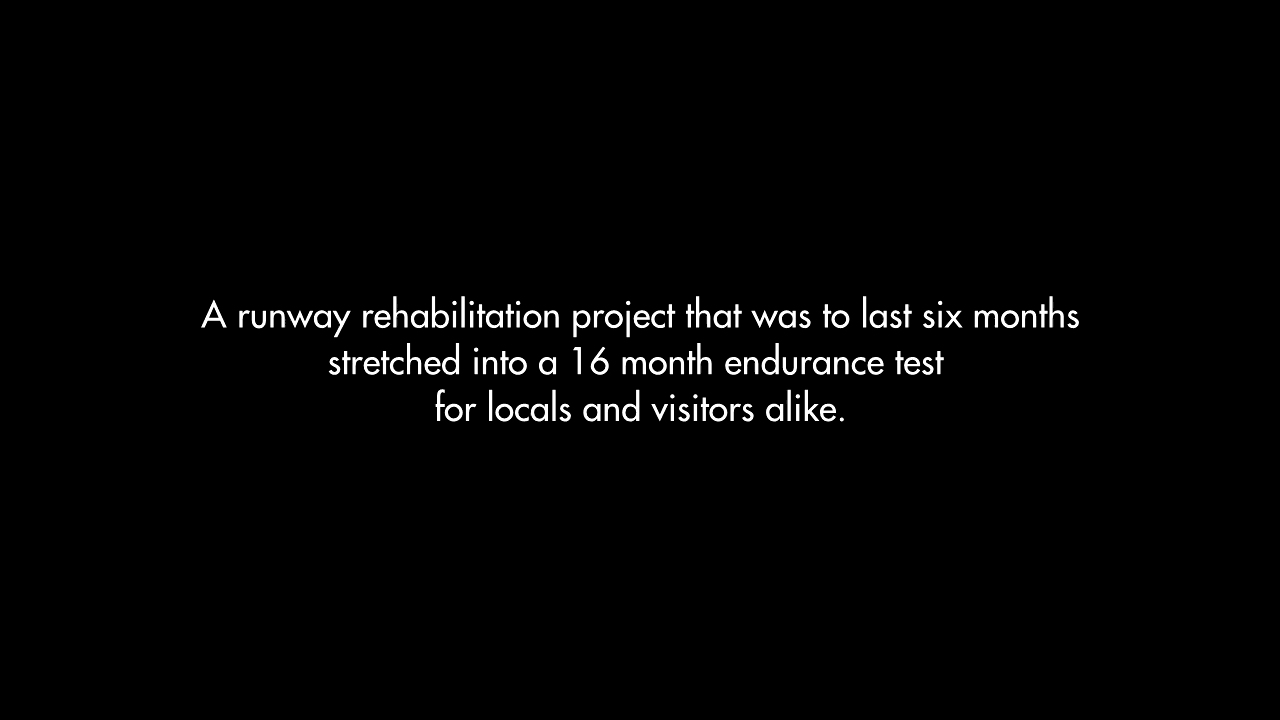 A runway rehabilitation project that was to last six months
stretched into a 16 month endurance test
for locals and visitors alike.